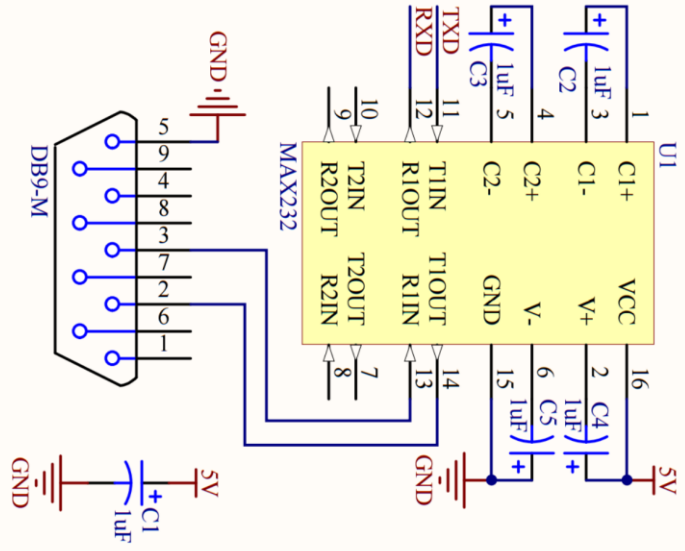 TXD
RXD
C3
1uF
C2
1uF
GND
10
9
11
12
4
5
3
1
U1
MAX232
R2OUT
T2IN
R1OUT
T1IN
C2-
C2+
C1-
C1+
R2IN
T2OUT
R1IN
T1OUT
GND
V-
V+
VCC
8
7
13
14
15
6
2
16
1uF
C5
1uF
C4
GND
5V
DB9-M
5
9
4
8
3
7
2
6
1
GND
1uF
C1
5V